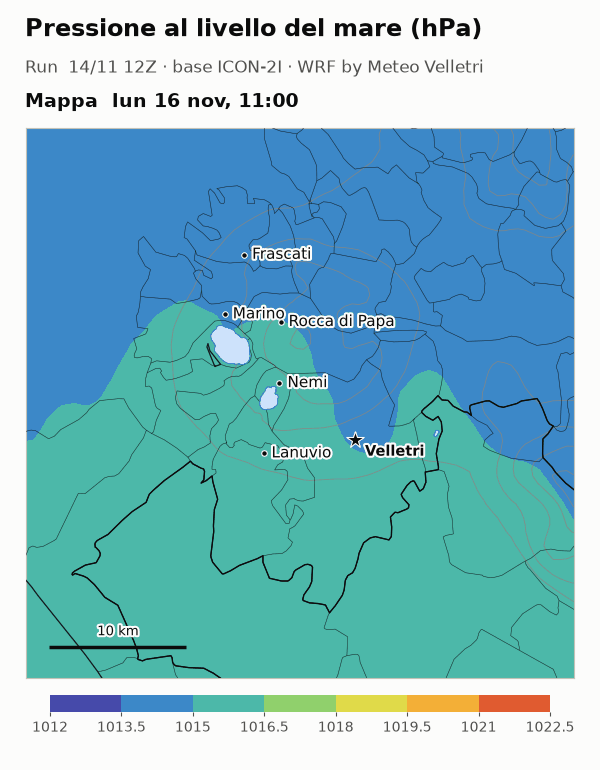 Pressione al livello del mare (hPa)
Run  14/11 12Z · base ICON-2I · WRF by Meteo Velletri
Mappa  lun 16 nov, 11:00
Frascati
Marino
Rocca di Papa
Nemi
Velletri
Lanuvio
10 km
1012 1013.5 1015 1016.5 1018 1019.5 1021 1022.5